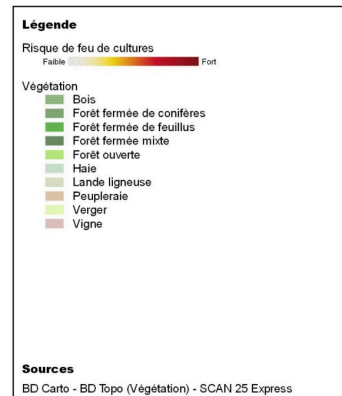 Légende
Risque de feu de cultures
Faible Fort
Végétation
Bois
Forêt fermée de conifères
Forêt fermée de feuillus
Forêt fermée mixte
Forêt ouverte
Haie
Lande ligneuse
Peupleraie
Verger
Vigne
Sources
BD Carto - BD Topo (Végétation) - SCAN 25 Express